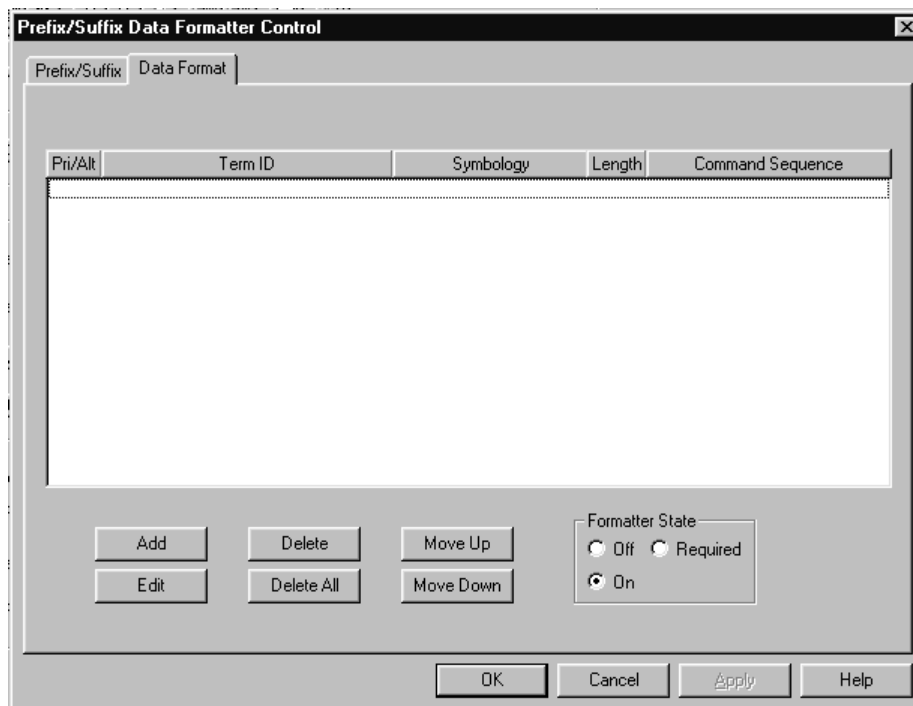 Prefix/Suffix Data Formatter Control
Prefix/Suffix Data Format
Pri/Alt Term ID Symbology Length Command Sequence
Formatter State
Add Delete Move Up Off Required
Edit Delete All Move Down On
OK Cancel Apply Help